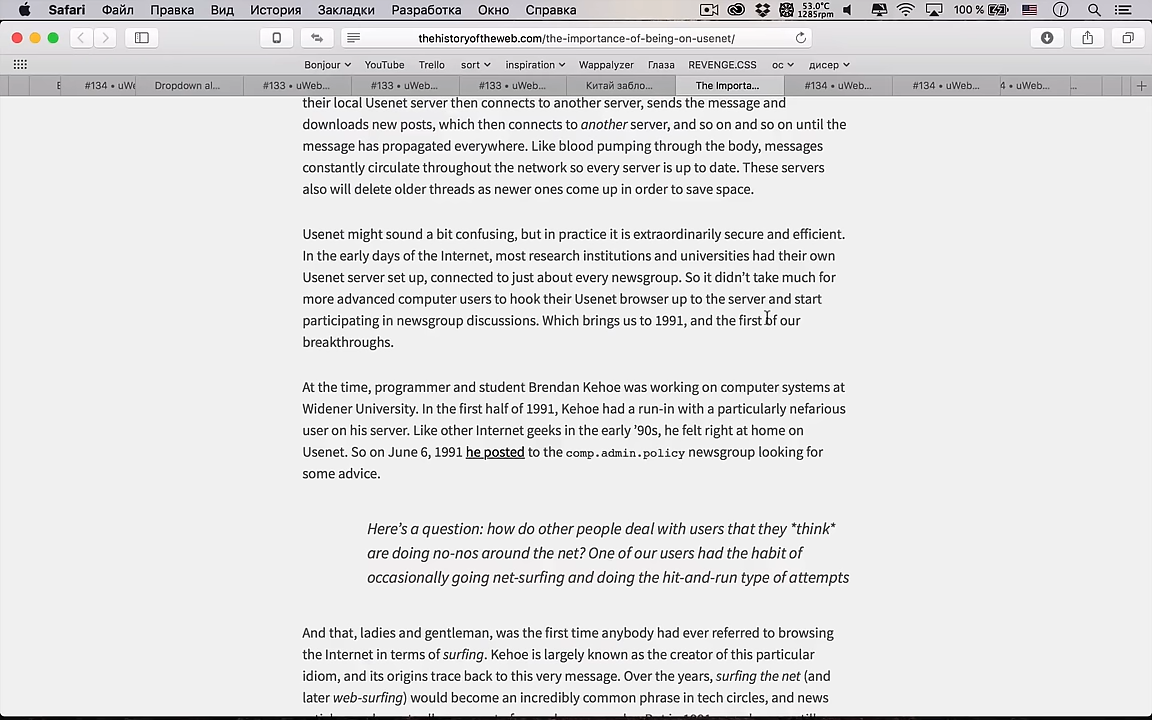 Safari Файл Правка Вид История Закладки Разработка Окно Справка 53.0°C 1285rpm 100 %
thehistoryoftheweb.com/the-importance-of-being-on-usenet/
Bonjour YouTube Trello sort inspiration Wappalyzer Глаза REVENGE.CSS ос дисер
#134 • uWe Dropdown al... #133 • uWeb... #133 • uWeb... #133 • uWeb... Китай забло... The Importa... #134 • uWeb... #134 • uWeb... 4 • uWeb... ...
their local Usenet server then connects to another server, sends the message and
downloads new posts, which then connects to another server, and so on and so on until the
message has propagated everywhere. Like blood pumping through the body, messages
constantly circulate throughout the network so every server is up to date. These servers
also will delete older threads as newer ones come up in order to save space.
Usenet might sound a bit confusing, but in practice it is extraordinarily secure and efficient.
In the early days of the Internet, most research institutions and universities had their own
Usenet server set up, connected to just about every newsgroup. So it didn't take much for
more advanced computer users to hook their Usenet browser up to the server and start
participating in newsgroup discussions. Which brings us to 1991, and the first of our
breakthroughs.
At the time, programmer and student Brendan Kehoe was working on computer systems at
Widener University. In the first half of 1991, Kehoe had a run-in with a particularly nefarious
user on his server. Like other Internet geeks in the early '90s, he felt right at home on
Usenet. So on June 6, 1991 he posted to the comp.admin.policy newsgroup looking for
some advice.
Here's a question: how do other people deal with users that they *think*
are doing no-nos around the net? One of our users had the habit of
occasionally going net-surfing and doing the hit-and-run type of attempts
And that, ladies and gentleman, was the first time anybody had ever referred to browsing
the Internet in terms of surfing. Kehoe is largely known as the creator of this particular
idiom, and its origins trace back to this very message. Over the years, surfing the net (and
later web-surfing) would become an incredibly common phrase in tech circles, and news